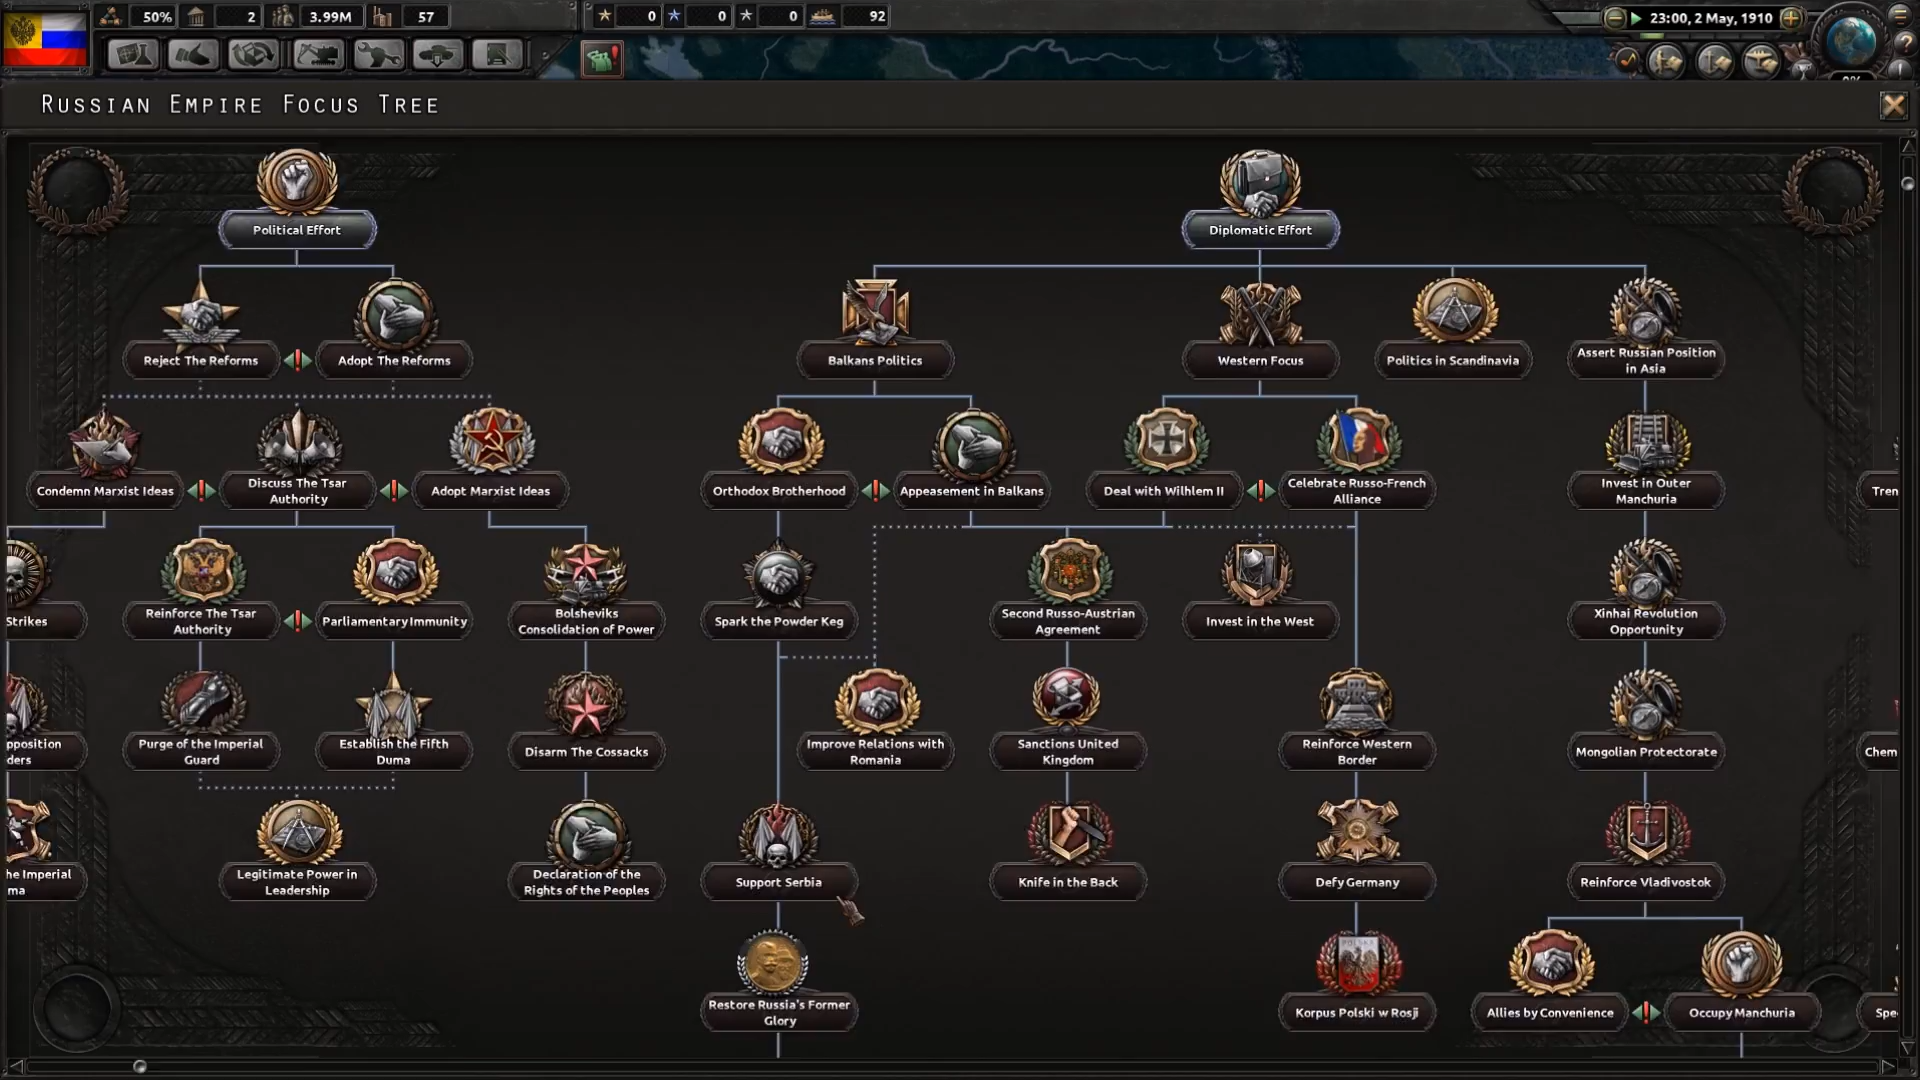 50% 2 3.99M 57 0 0 0 92 23:00, 2 May, 1910
0%
Russian Empire Focus Tree
Political Effort
Diplomatic Effort
Reject The Reforms
Adopt The Reforms
Balkans Politics
Western Focus
Politics in Scandinavia
Assert Russian Position
in Asia
Condemn Marxist Ideas
Discuss The Tsar
Authority
Adopt Marxist Ideas
Orthodox Brotherhood
Appeasement in Balkans
Deal with Wilhlem II
Celebrate Russo-French
Alliance
Invest in Outer
Manchuria
Tren
Strikes
Reinforce The Tsar
Authority
Parliamentary Immunity
Bolsheviks
Consolidation of Power
Spark the Powder Keg
Second Russo-Austrian
Agreement
Invest in the West
Xinhai Revolution
Opportunity
pposition
ders
Purge of the Imperial
Guard
Establish the Fifth
Duma
Disarm The Cossacks
Improve Relations with
Romania
Sanctions United
Kingdom
Reinforce Western
Border
Mongolian Protectorate
Chem
he Imperial
ma
Legitimate Power in
Leadership
Declaration of the
Rights of the Peoples
Support Serbia
Knife in the Back
Defy Germany
Reinforce Vladivostok
POLSKA
Restore Russia's Former
Glory
Korpus Polski w Rosji
Allies by Convenience
Occupy Manchuria
Spe